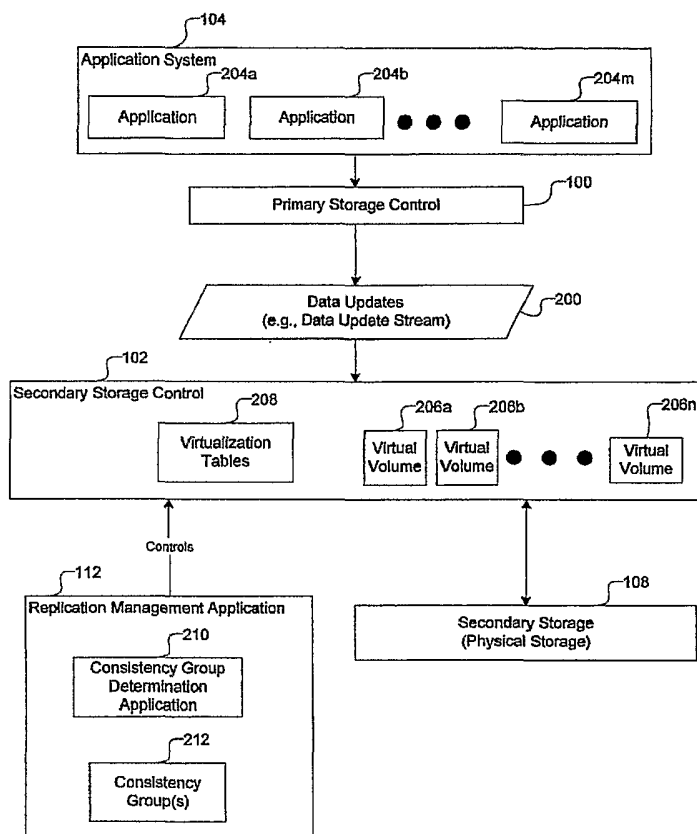 104
Application System
204a
204b
204m
Application
Application
Application
100
Primary Storage Control
Data Updates
(e.g., Data Update Stream)
200
102
Secondary Storage Control
208
206a
206b
206n
Virtualization
Tables
Virtual
Volume
Virtual
Volume
Virtual
Volume
Controls
112
108
Replication Management Application
Secondary Storage
(Physical Storage)
210
Consistency Group
Determination
Application
212
Consistency
Group(s)